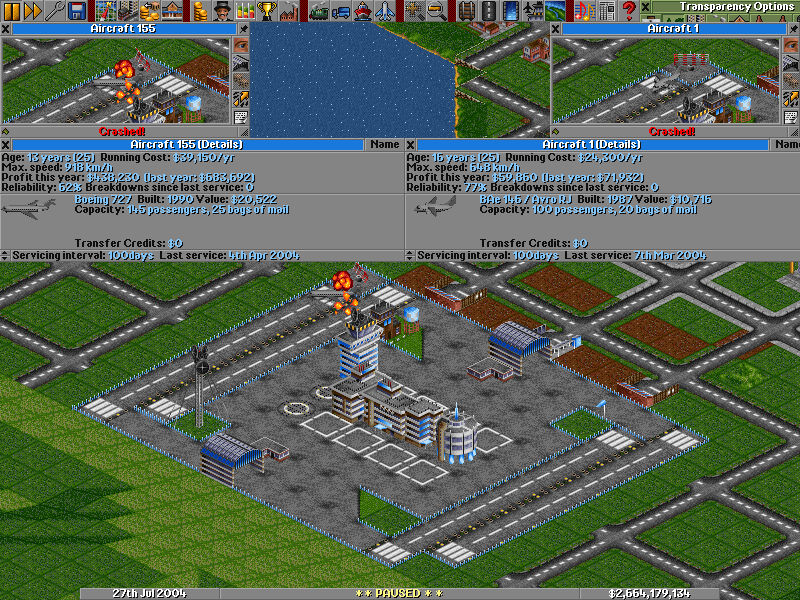 Transparency Options
Aircraft 155
Aircraft 1
Crashed!
Crashed!
Aircraft 155 (Details)
Name
Aircraft 1 (Details)
Name
Age: 13 years (25) Running Cost: $39,150/yr
Max. speed: 918 km/h
Profit this year: $438,230 (last year: $683,692)
Reliability: 62% Breakdowns since last service: 0
Boeing 727 Built: 1990 Value: $20,522
Capacity: 145 passengers, 25 bags of mail
Transfer Credits: $0
Servicing interval: 100days Last service: 4th Apr 2004
Age: 16 years (25) Running Cost: $24,300/yr
Max. speed: 648 km/h
Profit this year: $59,860 (last year: $71,932)
Reliability: 77% Breakdowns since last service: 0
BAe 146 / Avro RJ Built: 1987 Value: $10,716
Capacity: 100 passengers, 20 bags of mail
Transfer Credits: $0
Servicing interval: 100days Last service: 7th Mar 2004
27th Jul 2004
* * PAUSED * *
$2,664,179,134